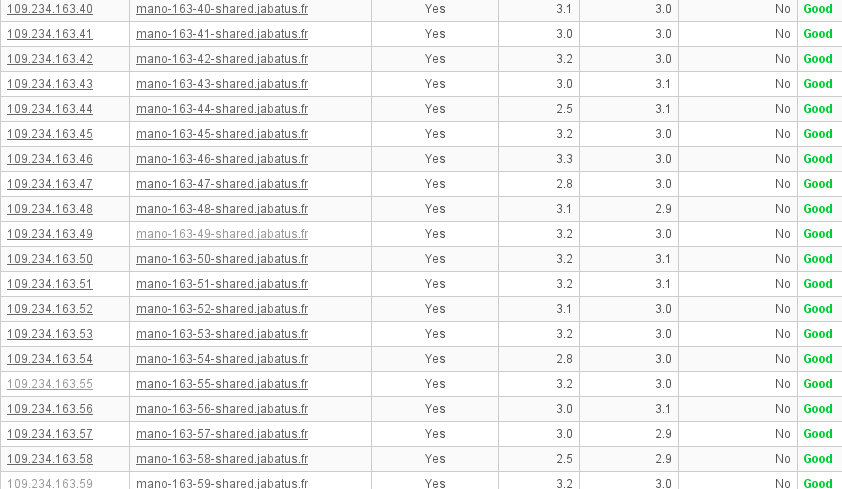 109.234.163.40 mano-163-40-shared.jabatus.fr Yes 3.1 3.0 No Good
109.234.163.41 mano-163-41-shared.jabatus.fr Yes 3.0 3.0 No Good
109.234.163.42 mano-163-42-shared.jabatus.fr Yes 3.2 3.0 No Good
109.234.163.43 mano-163-43-shared.jabatus.fr Yes 3.0 3.1 No Good
109.234.163.44 mano-163-44-shared.jabatus.fr Yes 2.5 3.1 No Good
109.234.163.45 mano-163-45-shared.jabatus.fr Yes 3.2 3.0 No Good
109.234.163.46 mano-163-46-shared.jabatus.fr Yes 3.3 3.0 No Good
109.234.163.47 mano-163-47-shared.jabatus.fr Yes 2.8 3.0 No Good
109.234.163.48 mano-163-48-shared.jabatus.fr Yes 3.1 2.9 No Good
109.234.163.49 mano-163-49-shared.jabatus.fr Yes 3.2 3.0 No Good
109.234.163.50 mano-163-50-shared.jabatus.fr Yes 3.2 3.1 No Good
109.234.163.51 mano-163-51-shared.jabatus.fr Yes 3.2 3.1 No Good
109.234.163.52 mano-163-52-shared.jabatus.fr Yes 3.1 3.0 No Good
109.234.163.53 mano-163-53-shared.jabatus.fr Yes 3.2 3.0 No Good
109.234.163.54 mano-163-54-shared.jabatus.fr Yes 2.8 3.0 No Good
109.234.163.55 mano-163-55-shared.jabatus.fr Yes 3.2 3.0 No Good
109.234.163.56 mano-163-56-shared.jabatus.fr Yes 3.0 3.1 No Good
109.234.163.57 mano-163-57-shared.jabatus.fr Yes 3.0 2.9 No Good
109.234.163.58 mano-163-58-shared.jabatus.fr Yes 2.5 2.9 No Good
109.234.163.59 mano-163-59-shared.jabatus.fr Yes 3.2 3.0 No Good